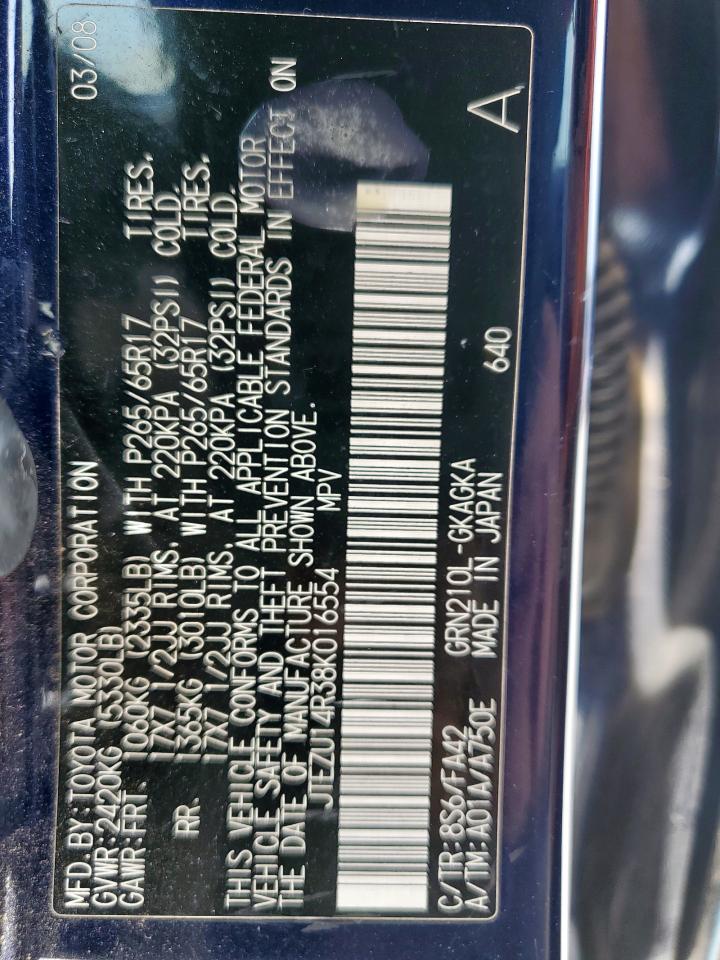 MFD.BY:TOYOTA MOTOR CORPORATION 03/08
GVWR:2420KG (5330LB)
GAWR:FRT 1060KG (2335LB) WITH P265/65R17 TIRES,
17X7 1/2JJ RIMS, AT 220KPA (32PSI) COLD.
RR. 1365KG (3010LB) WITH P265/65R17 TIRES,
17X7 1/2JJ RIMS, AT 220KPA (32PSI) COLD.
THIS VEHICLE CONFORMS TO ALL APPLICABLE FEDERAL MOTOR
VEHICLE SAFETY AND THEFT PREVENTION STANDARDS IN EFFECT ON
THE DATE OF MANUFACTURE SHOWN ABOVE.
JTEZU14R38K016554 MPV
C/TR:8S6/FA42 GRN210L-GKAGKA
A/TM:A01A/A750E MADE IN JAPAN 640 A